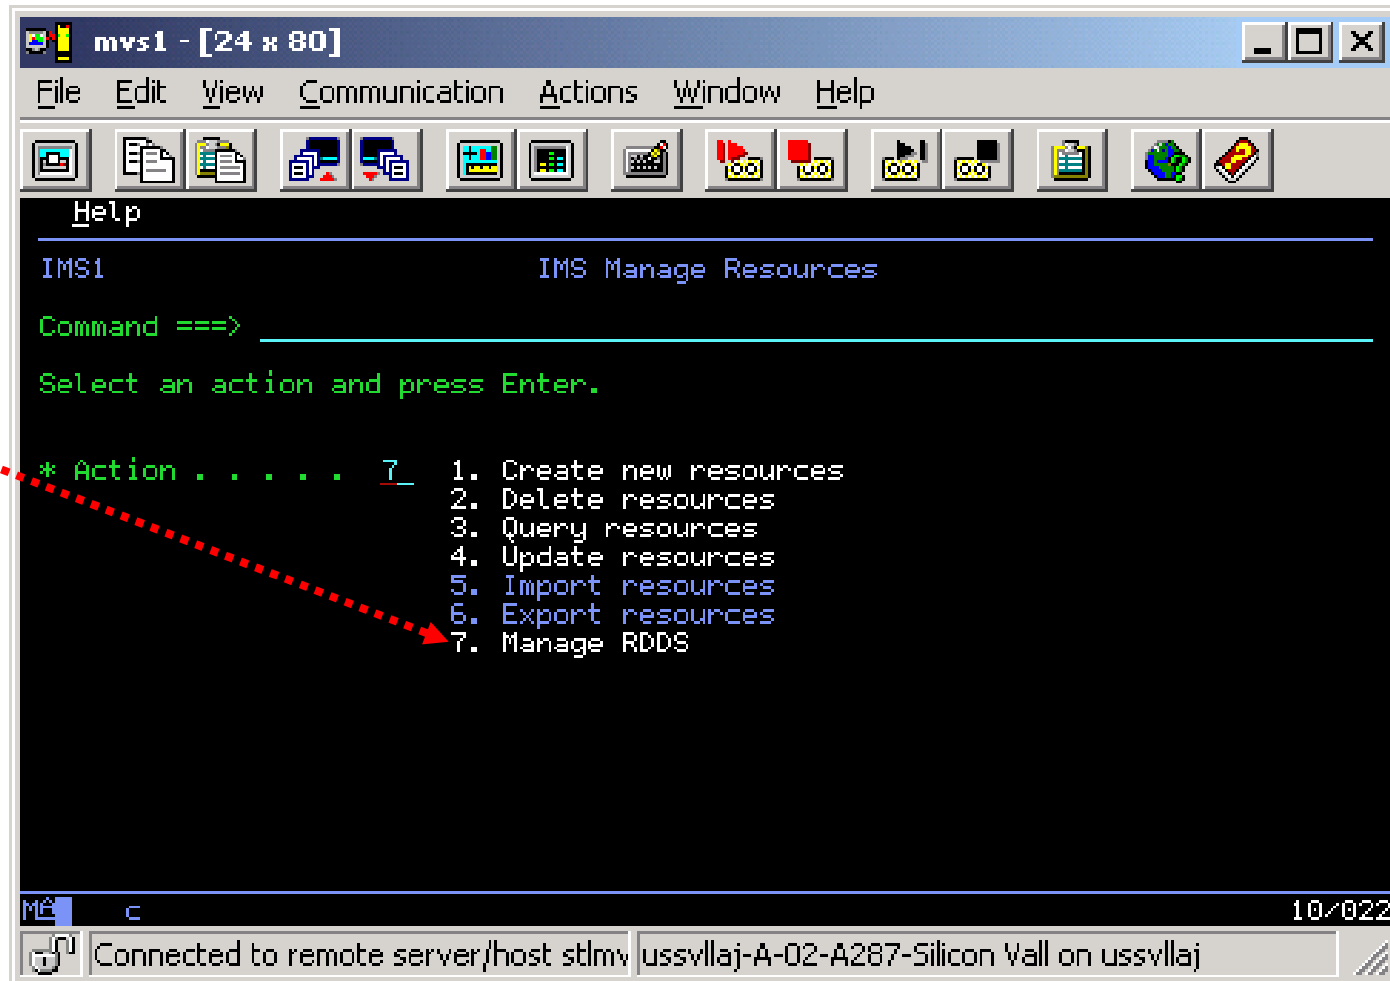 mvs1 - [24 x 80]
File Edit View Communication Actions Window Help
Help
IMS1 IMS Manage Resources
Command ===>
Select an action and press Enter.
* Action . . . . . 7_ 1. Create new resources
2. Delete resources
3. Query resources
4. Update resources
5. Import resources
6. Export resources
7. Manage RDDS
MA c 10/022
Connected to remote server/host stlmv ussvllaj-A-02-A287-Silicon Vall on ussvllaj